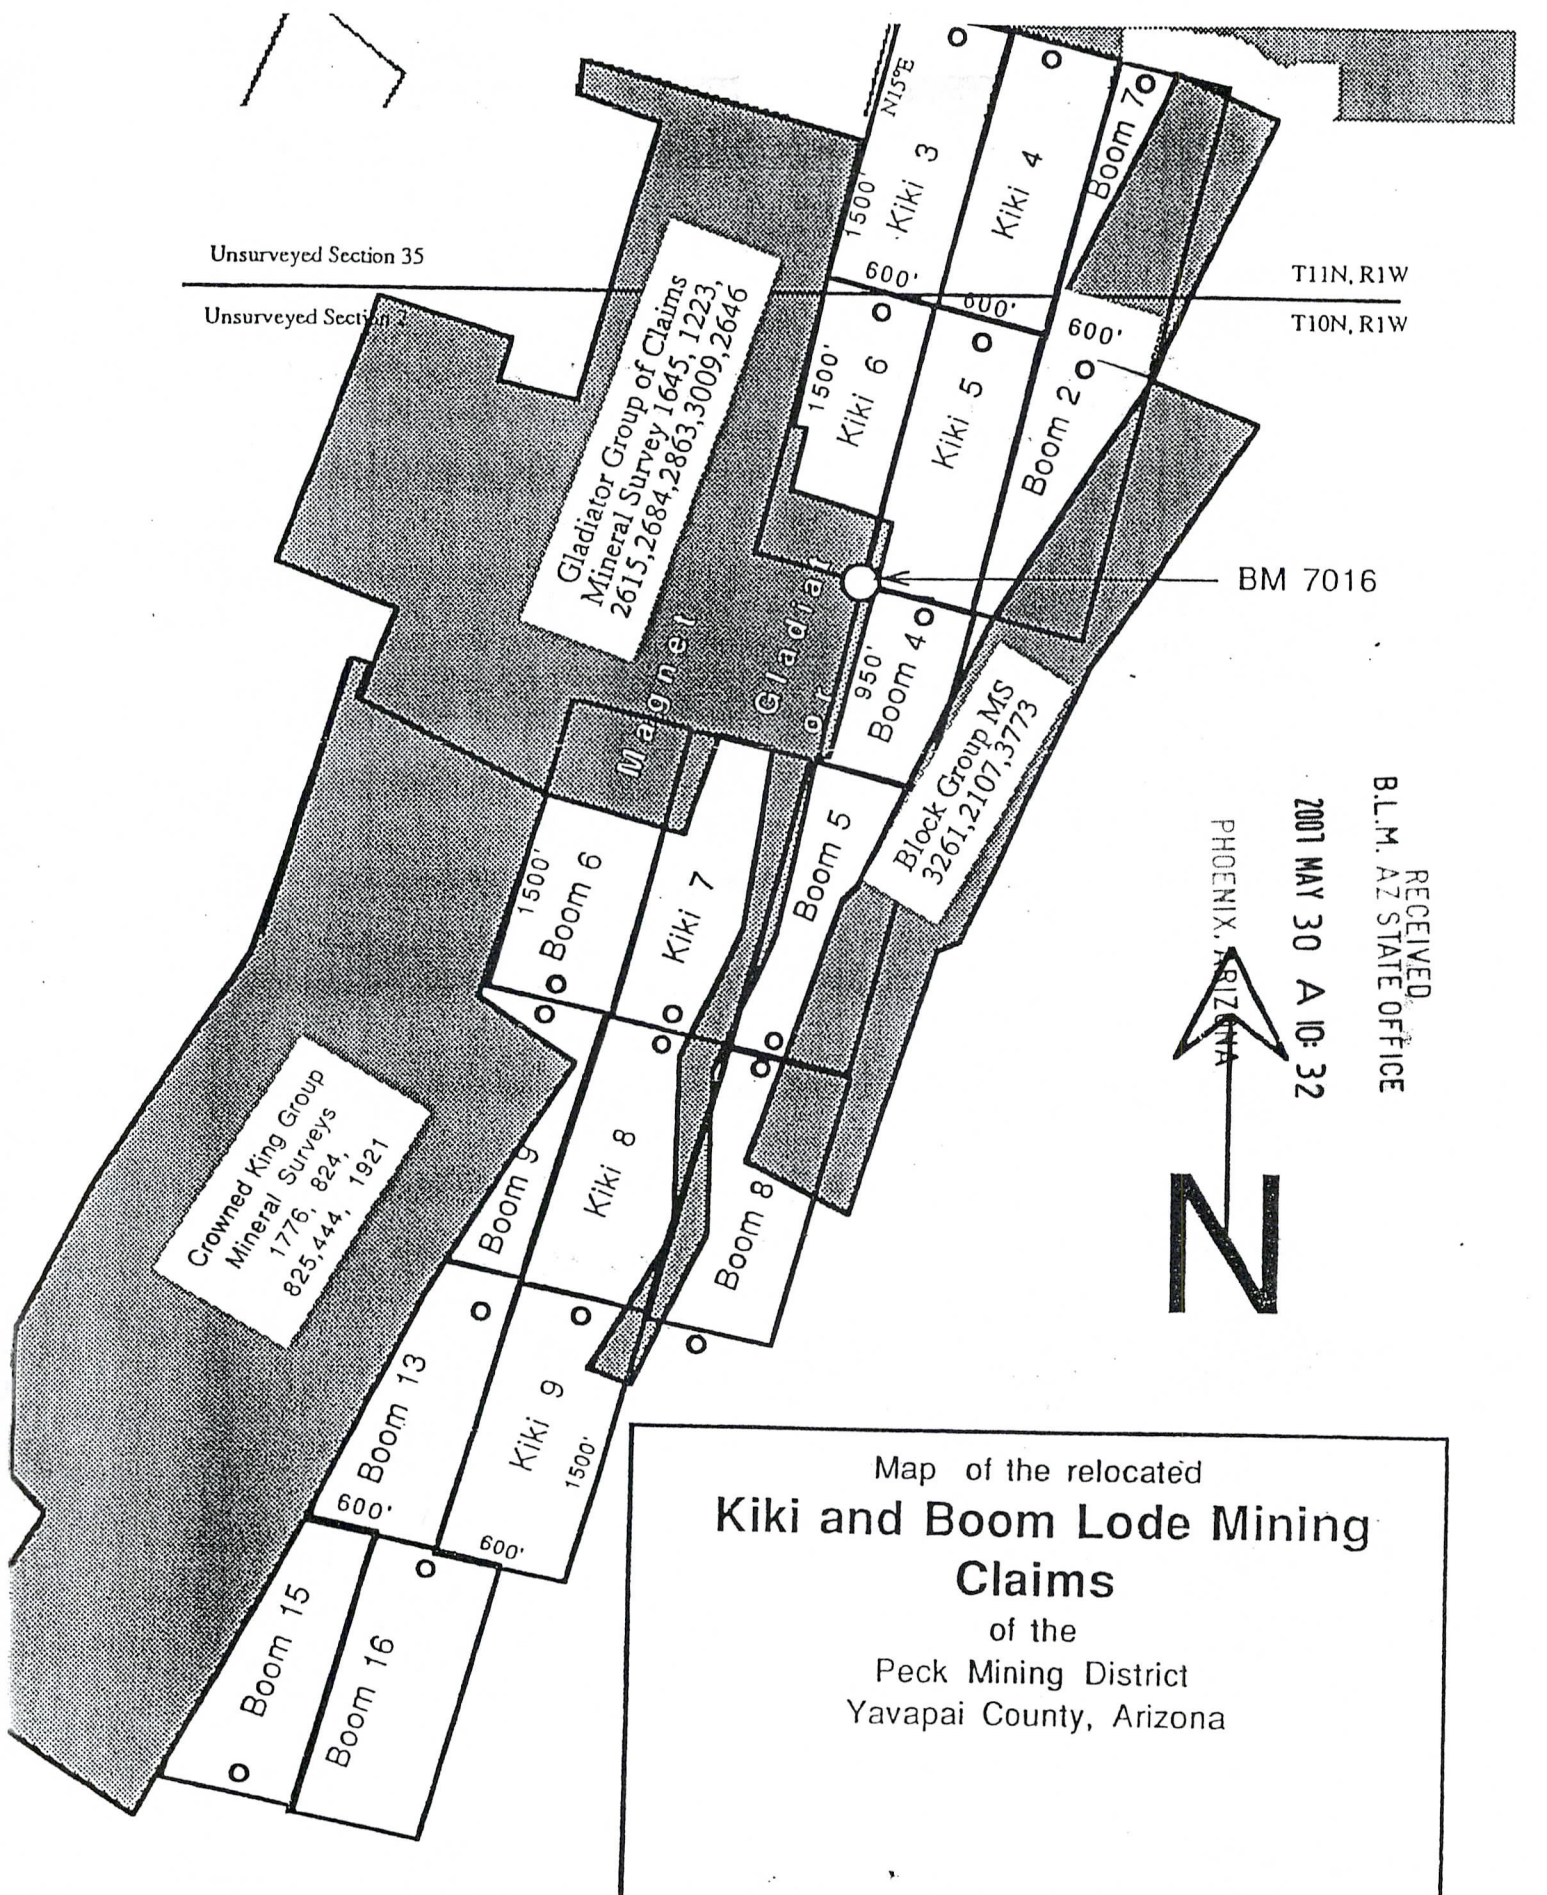 N15°E
Kiki 3
1500'
600'
Kiki 4
600'
Boom 7
Unsurveyed Section 35
Unsurveyed Section 2
T11N, R1W
T10N, R1W
Gladiator Group of Claims
Mineral Survey 1645, 1223,
2615,2684,2863,3009,2646
1500'
Kiki 6
Kiki 5
600'
Boom 2
BM 7016
Magnet
Gladiat
or
950'
Boom 4
Block Group MS
3261,2107,3773
1500'
Boom 6
Kiki 7
Boom 5
RECEIVED
B.L.M. AZ STATE OFFICE
2001 MAY 30 A 10: 32
PHOENIX, ARIZONA
N
Crowned King Group
Mineral Surveys
1776, 824,
825,444, 1921
Boom 9
Kiki 8
Boom 8
Boom 13
600'
Kiki 9
1500'
600'
Boom 15
Boom 16
Map of the relocated
Kiki and Boom Lode Mining
Claims
of the
Peck Mining District
Yavapai County, Arizona